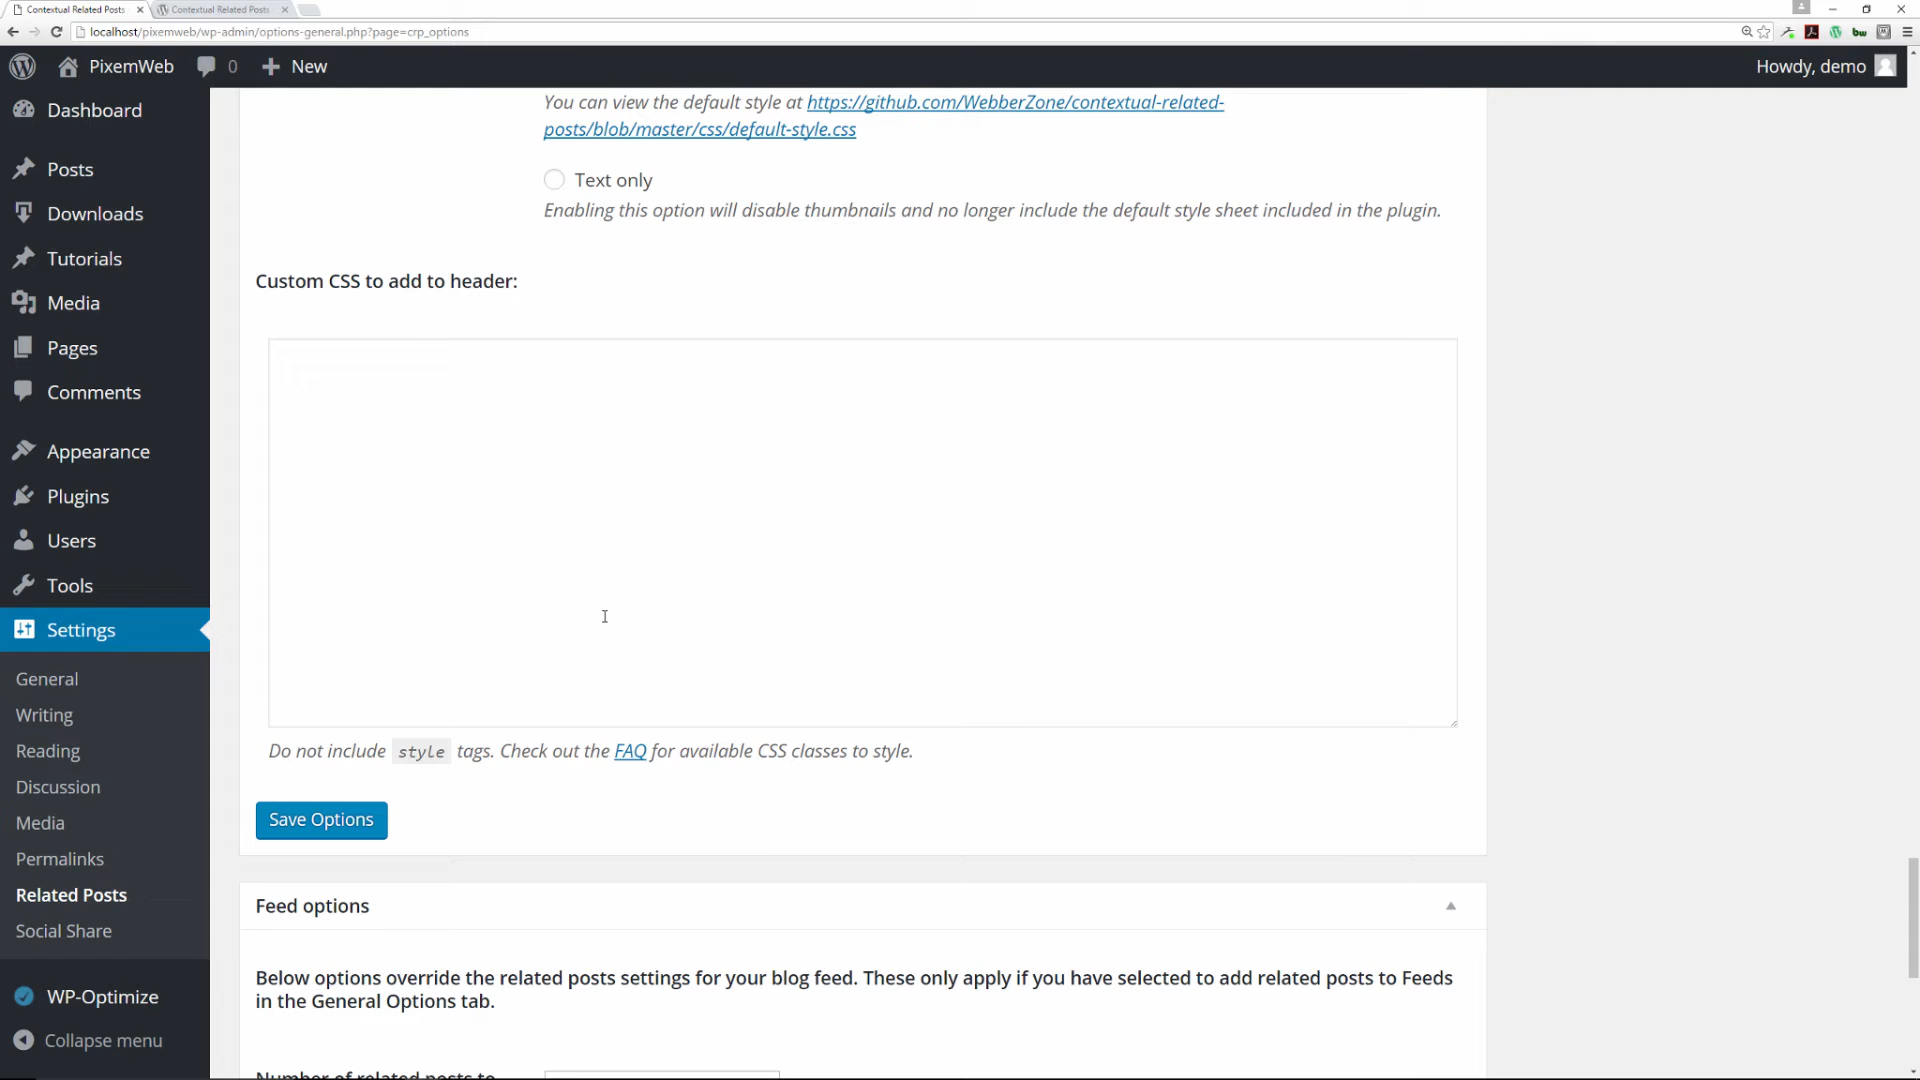 Contextual Related Posts
Contextual Related Posts
localhost/pixemweb/wp-admin/options-general.php?page=crp_options
PixemWeb
0
New
Howdy, demo
Dashboard
Posts
Downloads
Tutorials
Media
Pages
Comments
Appearance
Plugins
Users
Tools
Settings
General
Writing
Reading
Discussion
Media
Permalinks
Related Posts
Social Share
WP-Optimize
Collapse menu
You can view the default style at https://github.com/WebberZone/contextual-related-
posts/blob/master/css/default-style.css
Text only
Enabling this option will disable thumbnails and no longer include the default style sheet included in the plugin.
Custom CSS to add to header:
Do not include style tags. Check out the FAQ for available CSS classes to style.
Save Options
Feed options
Below options override the related posts settings for your blog feed. These only apply if you have selected to add related posts to Feeds
in the General Options tab.
Number of related posts to